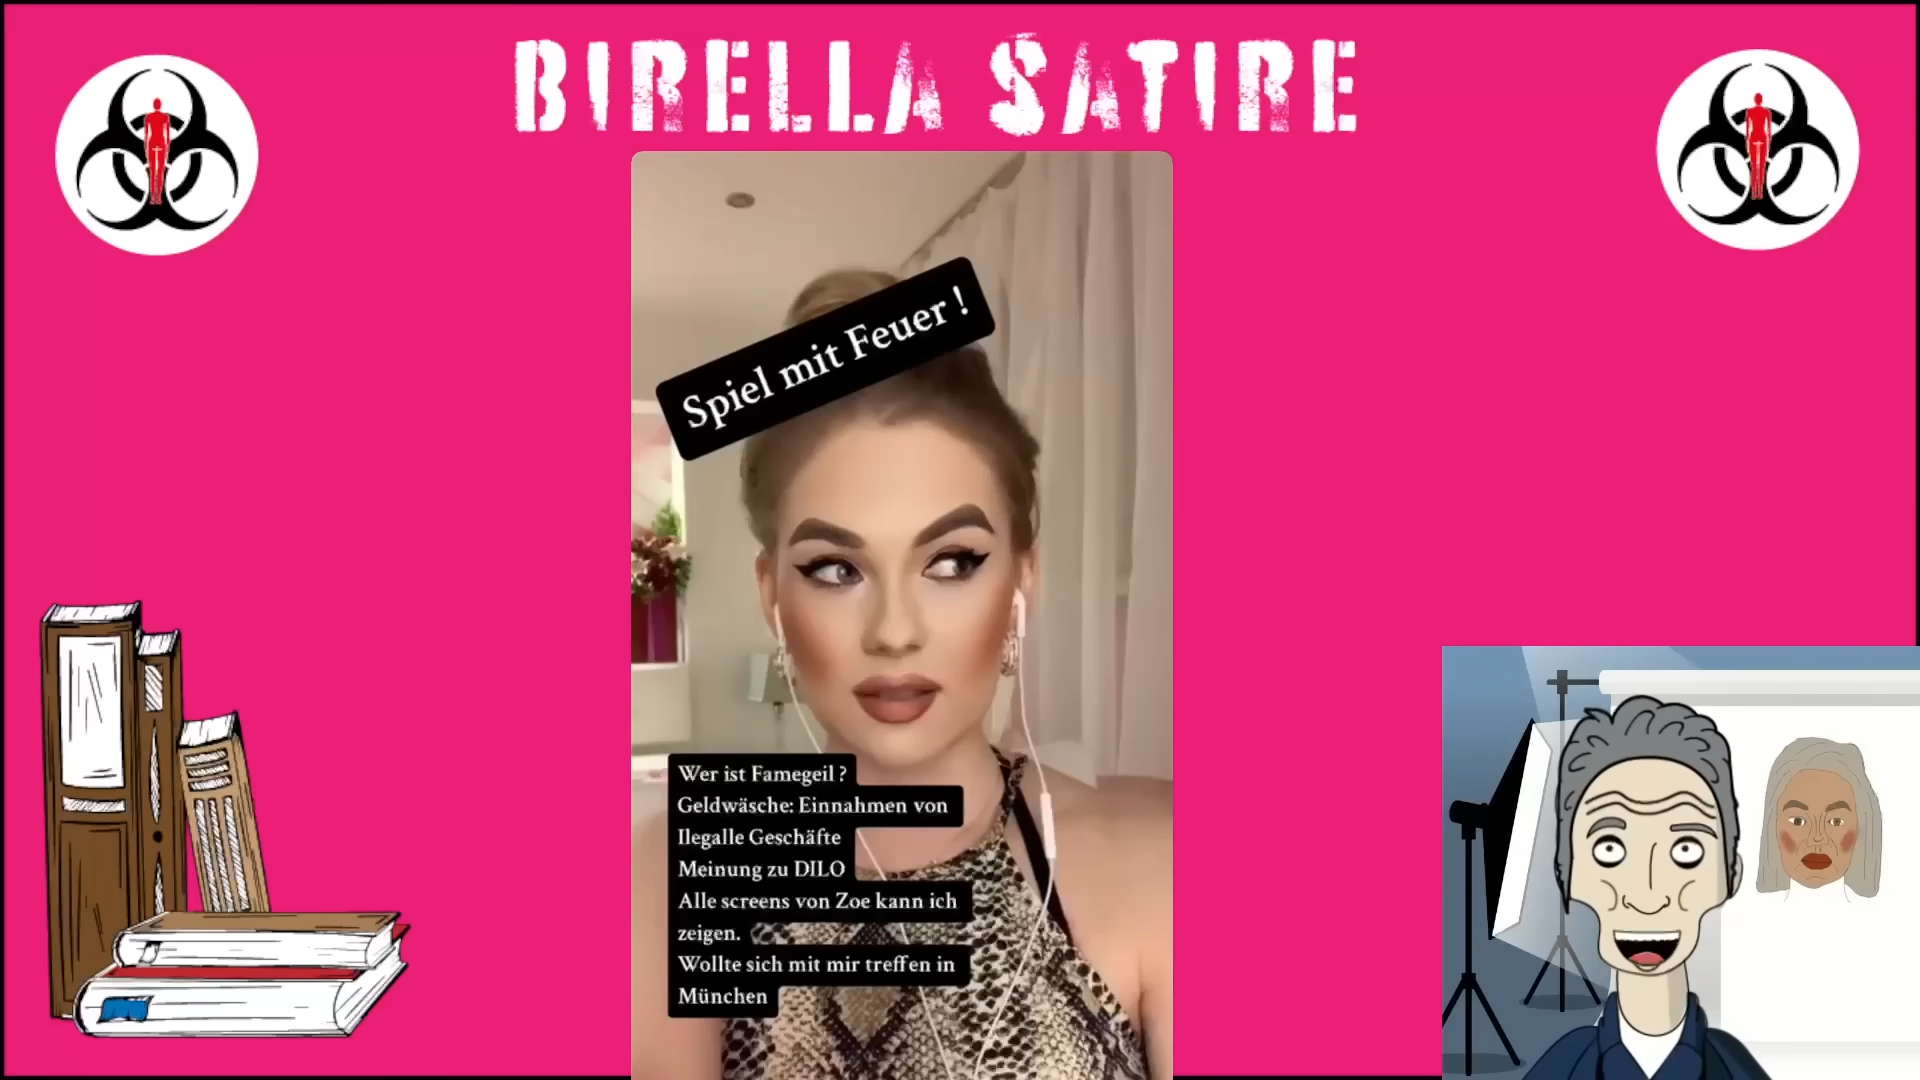 BIRELLA SATIRE
Spiel mit Feuer !
Wer ist Famegeil ?
Geldwäsche: Einnahmen von
Ilegalle Geschäfte
Meinung zu DILO
Alle screens von Zoe kann ich
zeigen.
Wollte sich mit mir treffen in
München